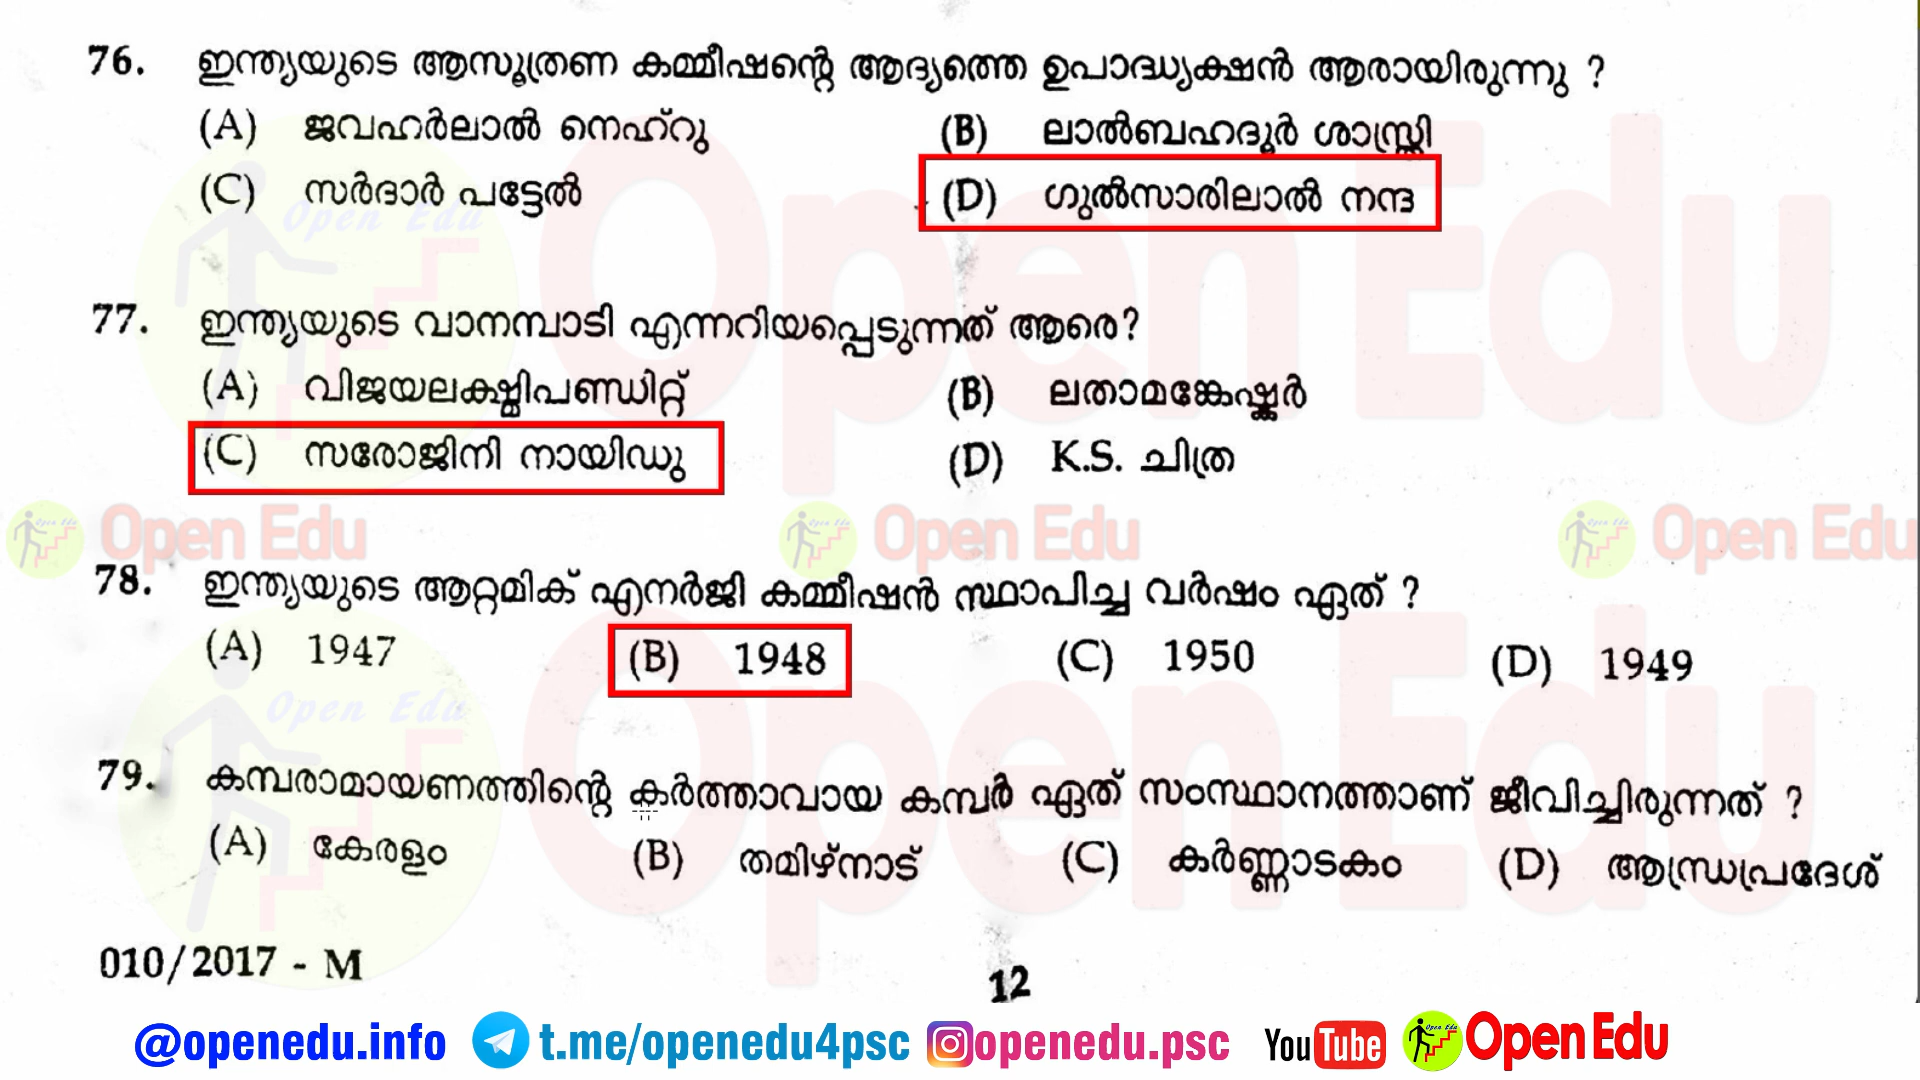 76. ഇന്ത്യയുടെ ആസൂത്രണ കമ്മീഷന്റെ ആദ്യത്തെ ഉപാദ്ധ്യക്ഷൻ ആരായിരുന്നു ?
(A) ജവഹർലാൽ നെഹ്റു (B) ലാൽബഹദൂർ ശാസ്ത്രി
(C) സർദാർ പട്ടേൽ (D) ഗുൽസാരിലാൽ നന്ദ
77. ഇന്ത്യയുടെ വാനമ്പാടി എന്നറിയപ്പെടുന്നത് ആരെ?
(A) വിജയലക്ഷ്മിപണ്ഡിറ്റ് (B) ലതാമങ്കേഷ്കർ
(C) സരോജിനി നായിഡു (D) K.S. ചിത്ര
Open Edu Open Edu Open Edu
78. ഇന്ത്യയുടെ ആറ്റമിക് എനർജി കമ്മീഷൻ സ്ഥാപിച്ച വർഷം ഏത് ?
(A) 1947 (B) 1948 (C) 1950 (D) 1949
79. കമ്പരാമായണത്തിന്റെ കർത്താവായ കമ്പർ ഏത് സംസ്ഥാനത്താണ് ജീവിച്ചിരുന്നത് ?
(A) കേരളം (B) തമിഴ്നാട് (C) കർണ്ണാടകം (D) ആന്ധ്രപ്രദേശ്
010/2017 - M 12
@openedu.info t.me/openedu4psc openedu.psc YouTube Open Edu